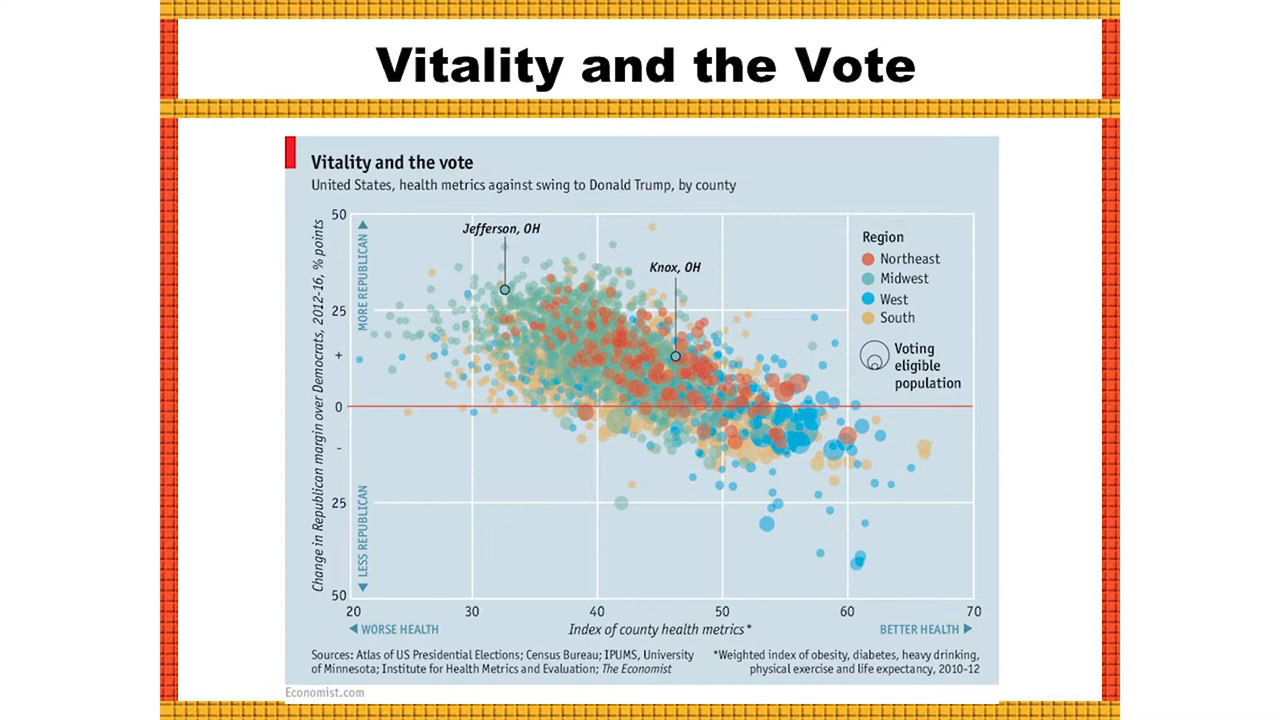 Vitality and the Vote
Vitality and the vote
United States, health metrics against swing to Donald Trump, by county
Change in Republican margin over Democrats, 2012-16, % points
◀ LESS REPUBLICAN
MORE REPUBLICAN ▶
50
25
+
0
-
25
50
Jefferson, OH
Knox, OH
Region
Northeast
Midwest
West
South
Voting
eligible
population
20 30 40 50 60 70
◀ WORSE HEALTH
Index of county health metrics*
BETTER HEALTH ▶
Sources: Atlas of US Presidential Elections; Census Bureau; IPUMS, University
of Minnesota; Institute for Health Metrics and Evaluation; The Economist
*Weighted index of obesity, diabetes, heavy drinking,
physical exercise and life expectancy, 2010-12
Economist.com